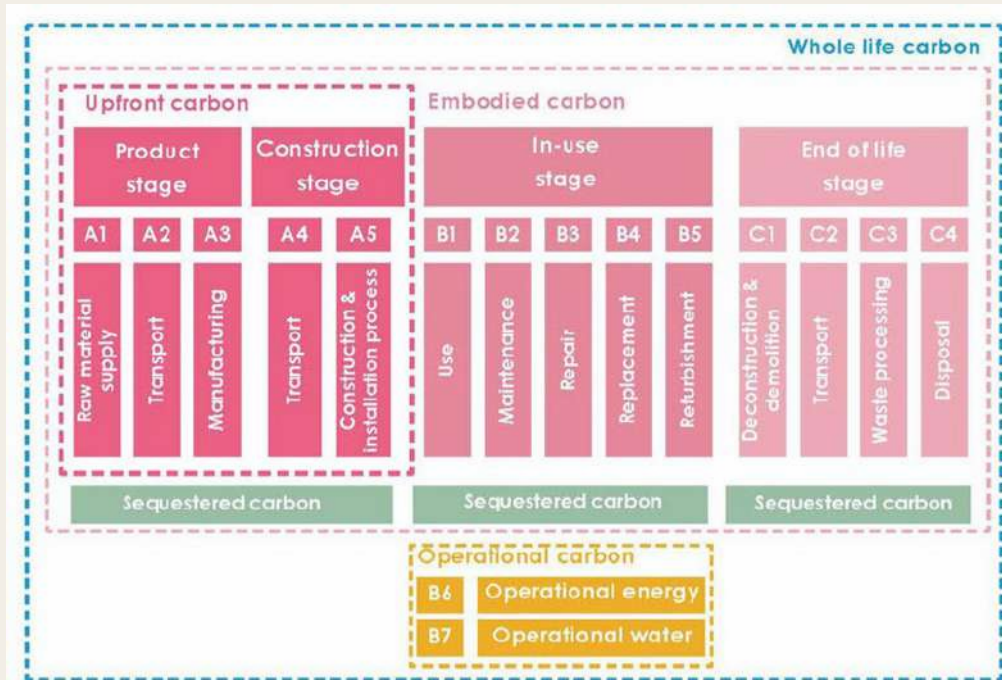 Whole life carbon
Upfront carbon
Embodied carbon
Product
stage
Construction
stage
In-use
stage
End of life
stage
A1
A2
A3
A4
A5
B1
B2
B3
B4
B5
C1
C2
C3
C4
Raw material
supply
Transport
Manufacturing
Transport
Construction &
installation process
Use
Maintenance
Repair
Replacement
Returbishment
Deconstruction &
demolition
Transport
Waste processing
Disposal
Sequestered carbon
Sequestered carbon
Sequestered carbon
Operational carbon
B6
Operational energy
B7
Operational water